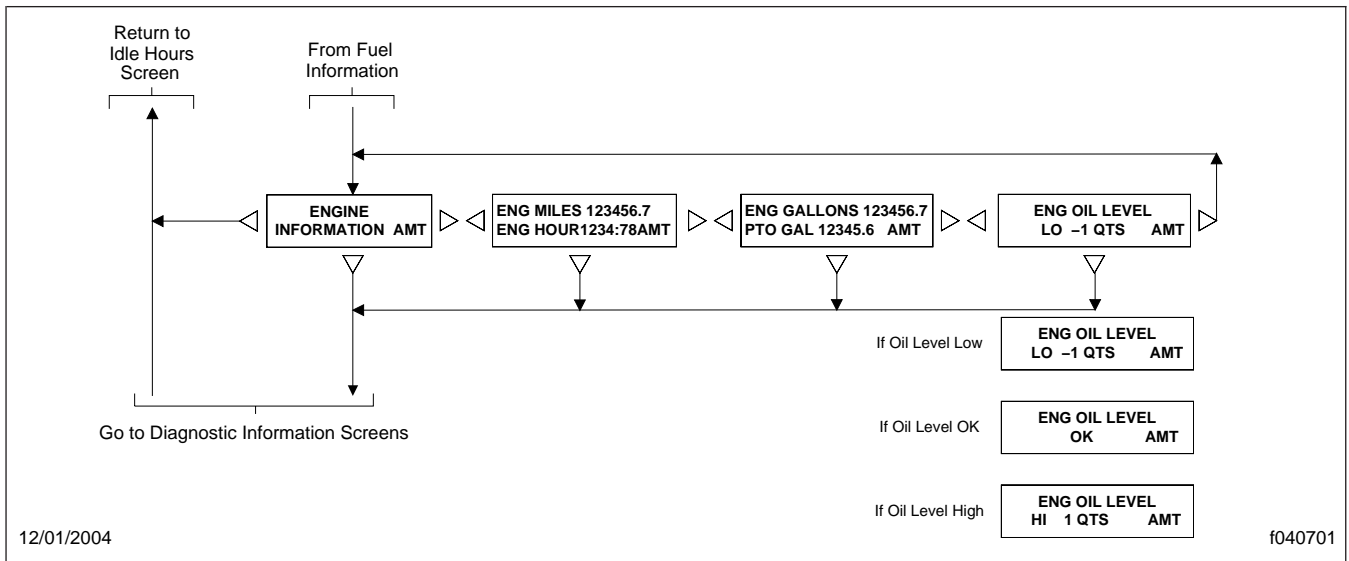 Return to
Idle Hours
Screen
From Fuel
Information
ENGINE
INFORMATION AMT
ENG MILES 123456.7
ENG HOUR1234:78AMT
ENG GALLONS 123456.7
PTO GAL 12345.6 AMT
ENG OIL LEVEL
LO –1 QTS AMT
If Oil Level Low
ENG OIL LEVEL
LO –1 QTS AMT
Go to Diagnostic Information Screens
If Oil Level OK
ENG OIL LEVEL
OK AMT
If Oil Level High
ENG OIL LEVEL
HI 1 QTS AMT
12/01/2004
f040701